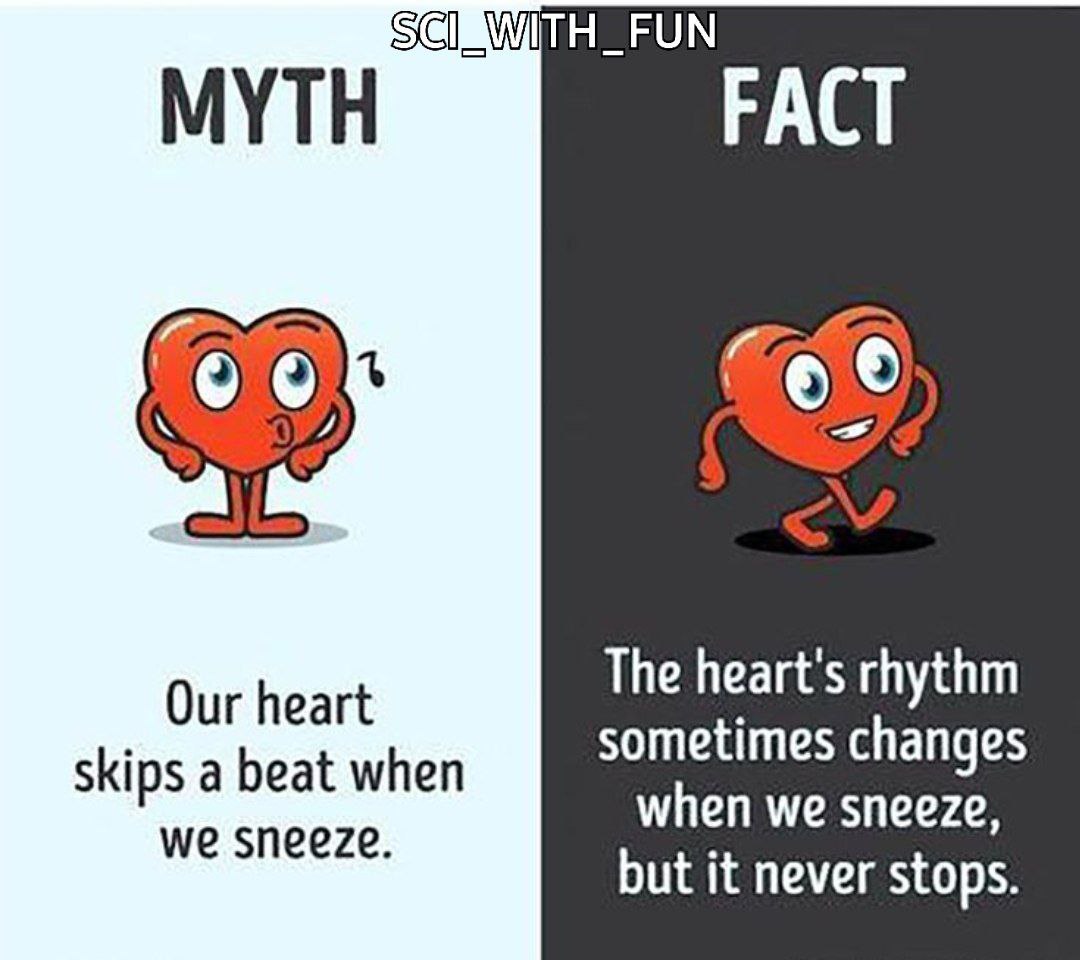 SCI_WITH_FUN
MYTH
Our heart
skips a beat when
we sneeze.
FACT
The heart's rhythm
sometimes changes
when we sneeze,
but it never stops.